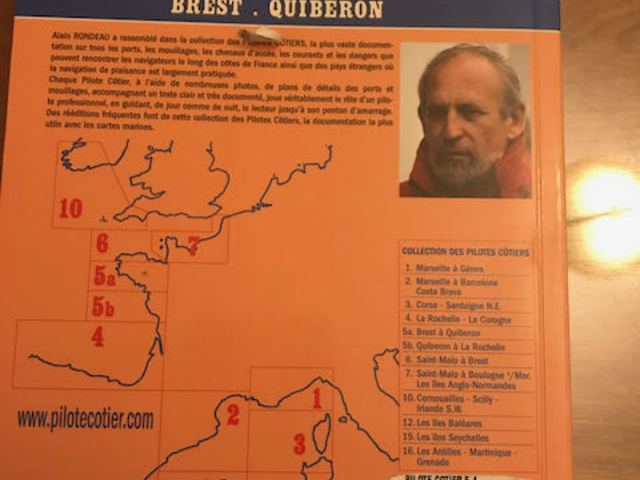 BREST . QUIBERON
Alain RONDEAU a rassemblé dans la collection des PILOTES CÔTIERS, la plus vaste documen-
tation sur tous les ports, les mouillages, les chenaux d'accès, les courants et les dangers que
peuvent rencontrer les navigateurs le long des côtes de France ainsi que des pays étrangers où
la navigation de plaisance est largement pratiquée.
Chaque Pilote Côtier, à l'aide de nombreuses photos, de plans de détails des ports et
mouillages, accompagnant un texte clair et très documenté, joue véritablement le rôle d'un pilo-
te professionnel, en guidant, de jour comme de nuit, le lecteur jusqu'à son ponton d'amarrage.
Des rééditions fréquentes font de cette collection des Pilotes Côtiers, la documentation la plus
utile avec les cartes marines.
10
6
7
5a
5b
4
www.pilotecotier.com
2
1
3
COLLECTION DES PILOTES CÔTIERS
1. Marseille à Gênes
2. Marseille à Barcelone
Costa Brava
3. Corse - Sardaigne N.E.
4. La Rochelle - La Corogne
5a. Brest à Quiberon
5b. Quiberon à La Rochelle
6. Saint-Malo à Brest
7. Saint-Malo à Boulogne s/Mer.
Les îles Anglo-Normandes
10. Cornouailles - Scilly -
Irlande S.W.
12. Les îles Baléares
15. Les îles Seychelles
16. Les Antilles - Martinique -
Grenade
PILOTE COTIER 5 A